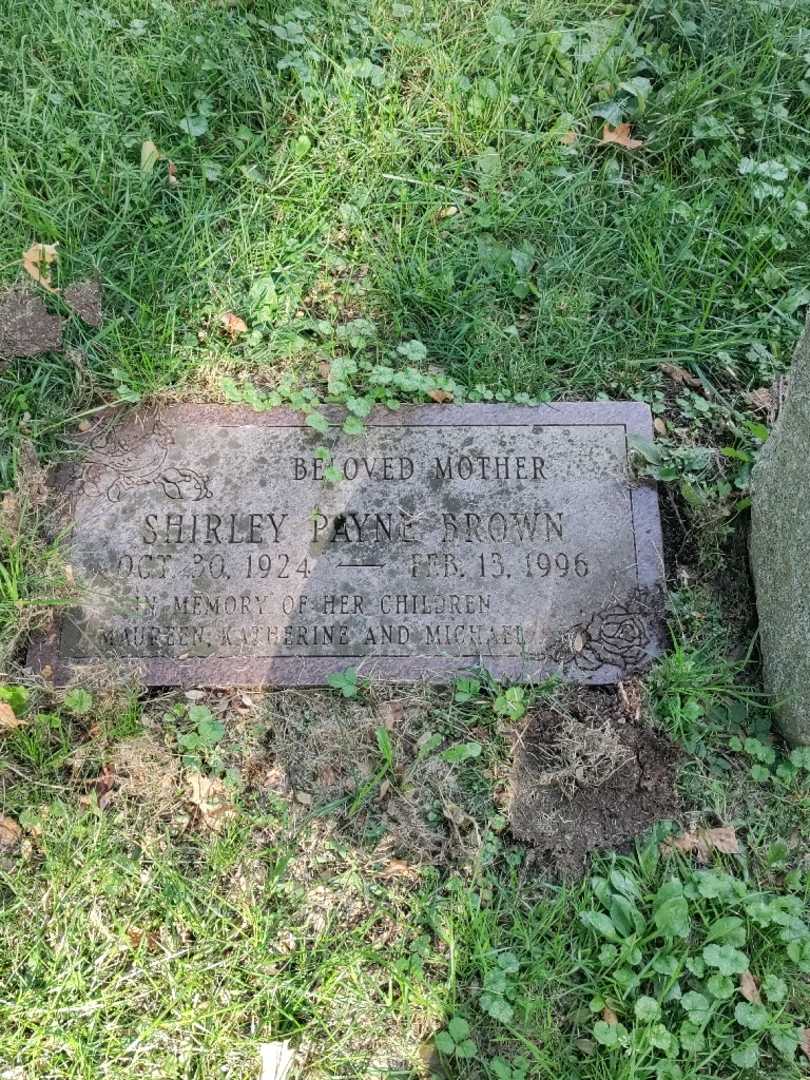 BELOVED MOTHER
SHIRLEY PAYNE BROWN
OCT. 30, 1924 — FEB. 13, 1996
IN MEMORY OF HER CHILDREN
MAUREEN, KATHERINE AND MICHAEL